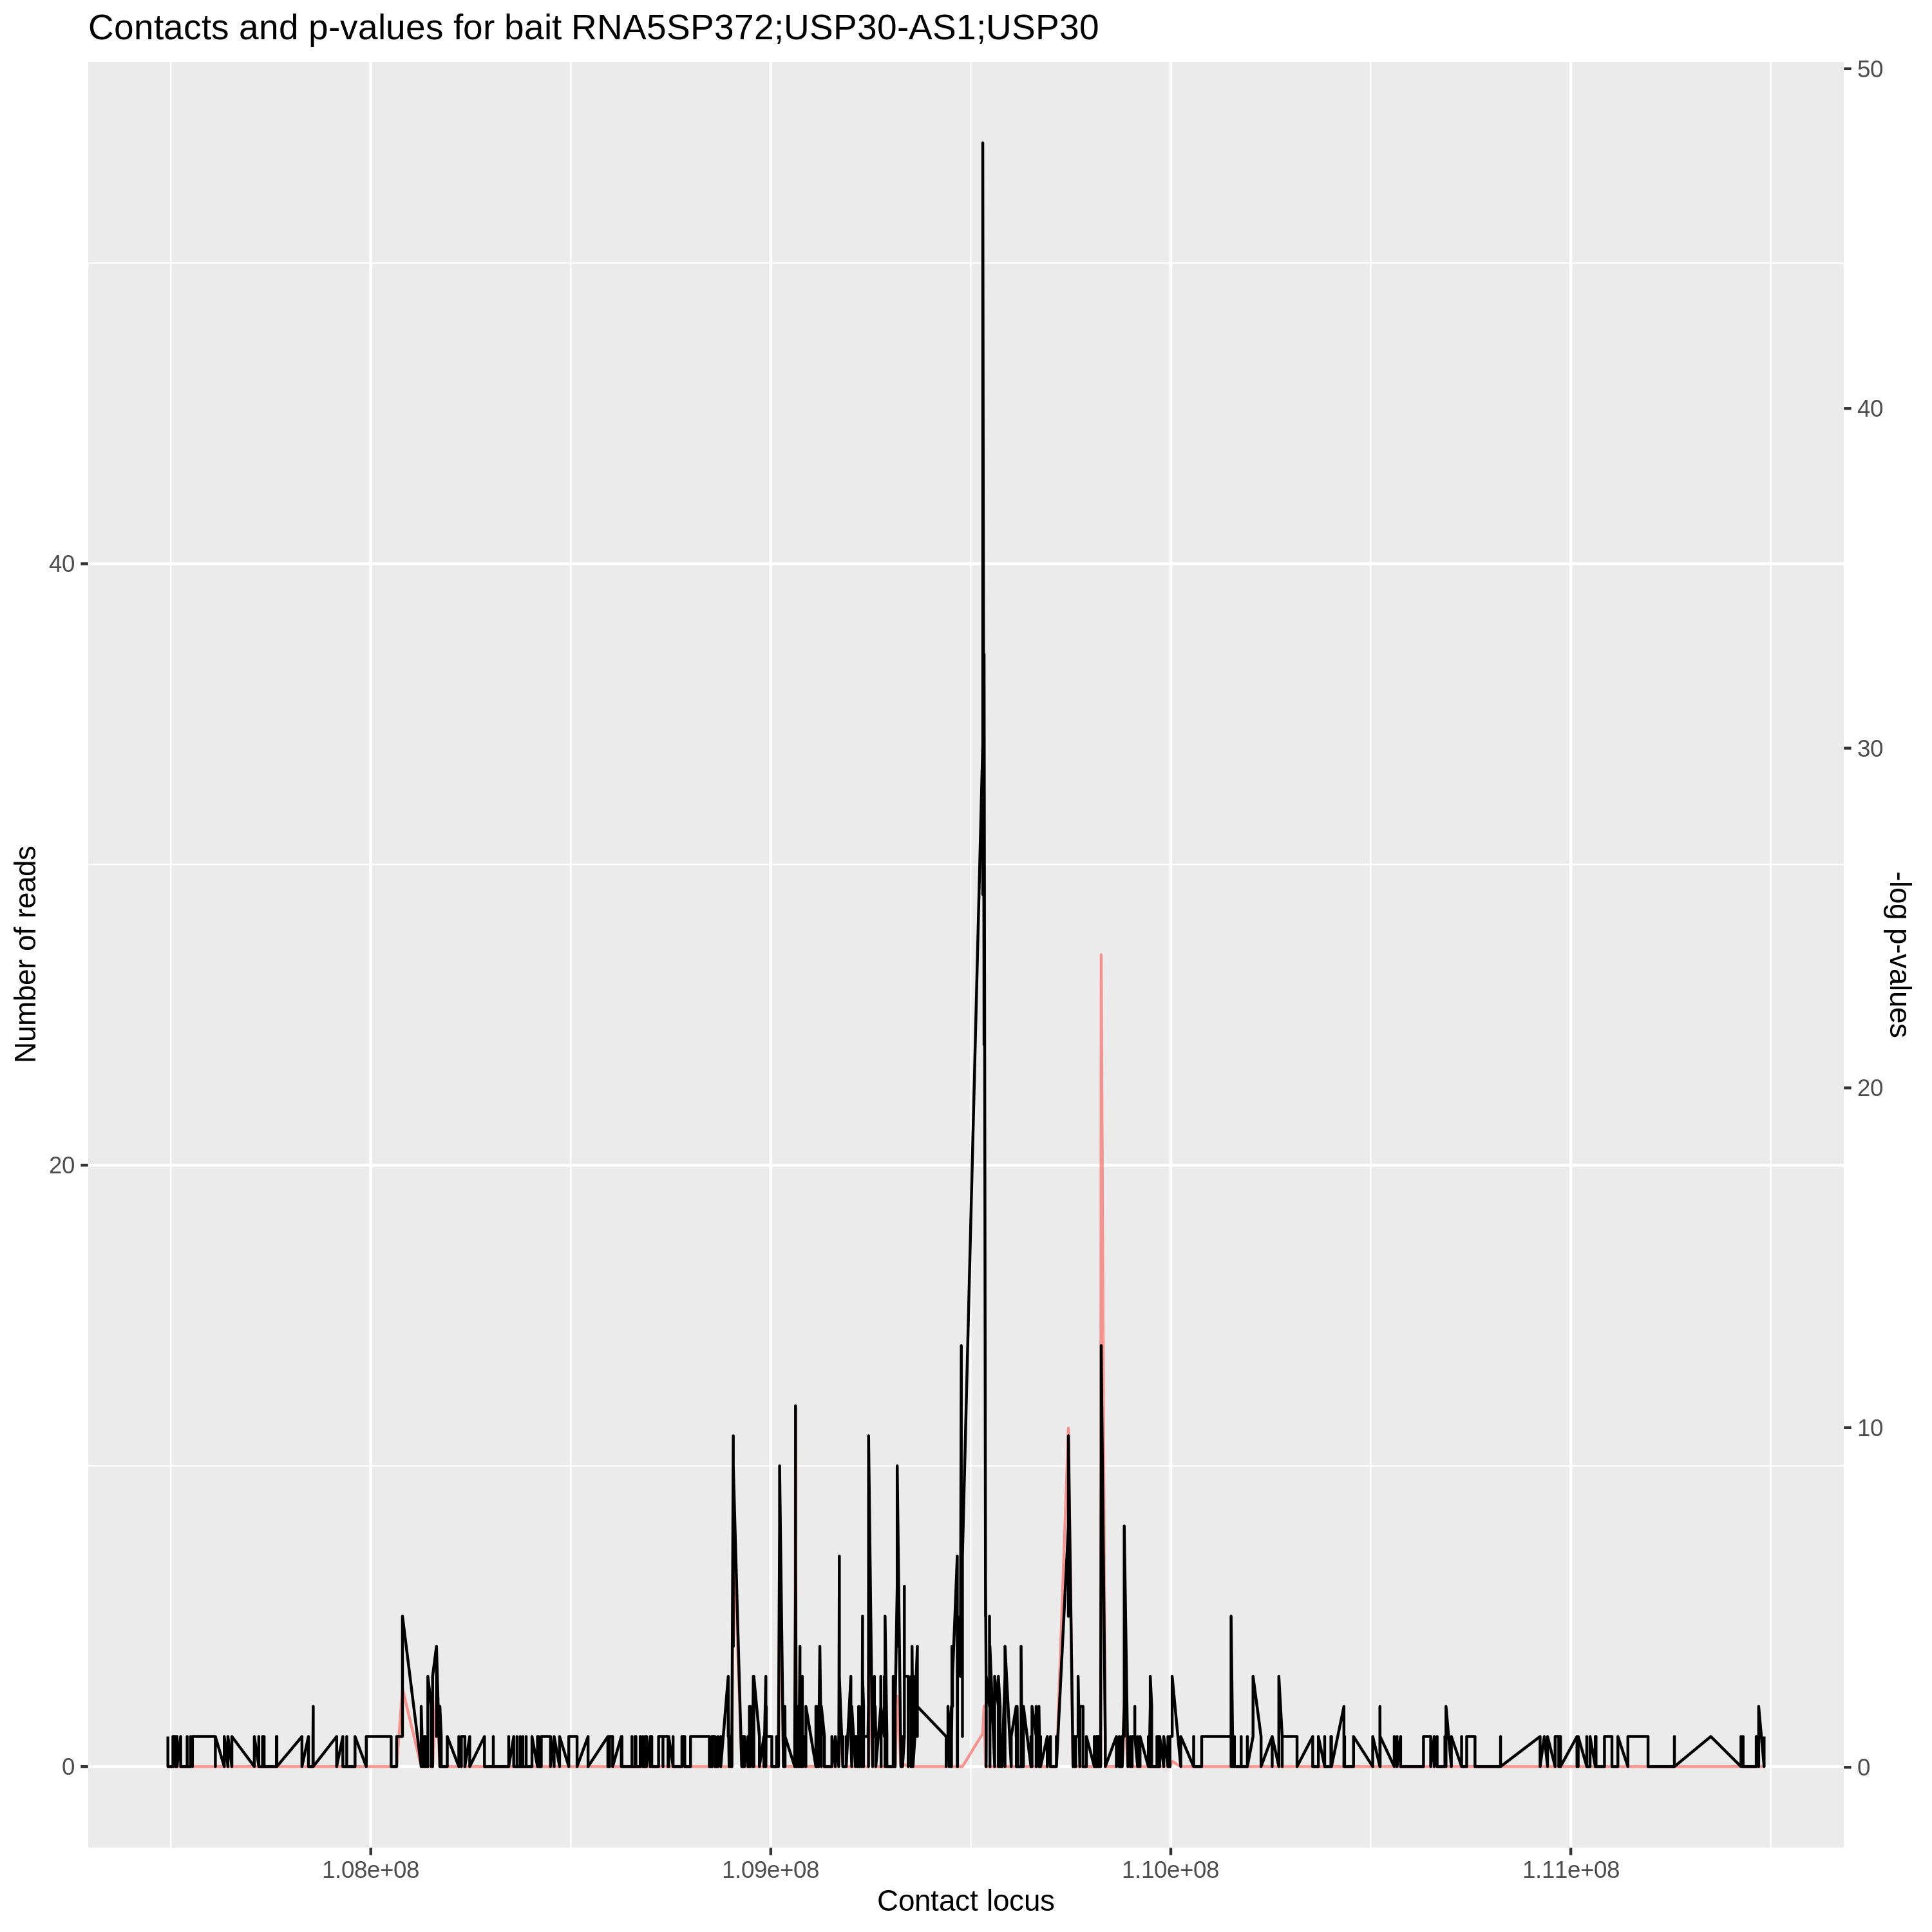 Contacts and p-values for bait RNA5SP372;USP30-AS1;USP30
50
40
30
20
10
0
40
20
0
Number of reads
-log p-values
1.08e+08 1.09e+08 1.10e+08 1.11e+08
Contact locus